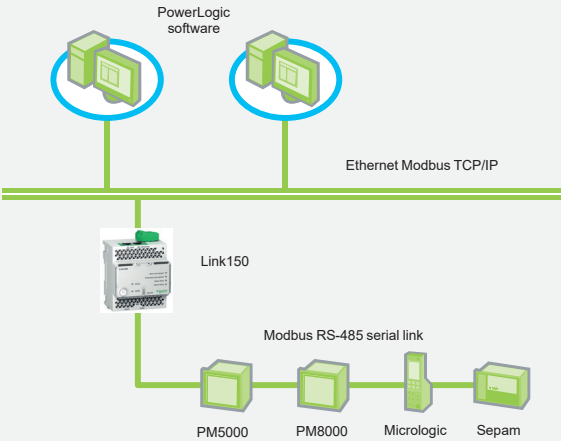 PowerLogic
software
Ethernet Modbus TCP/IP
Link150
Modbus RS-485 serial link
PM5000
PM8000
Micrologic
Sepam